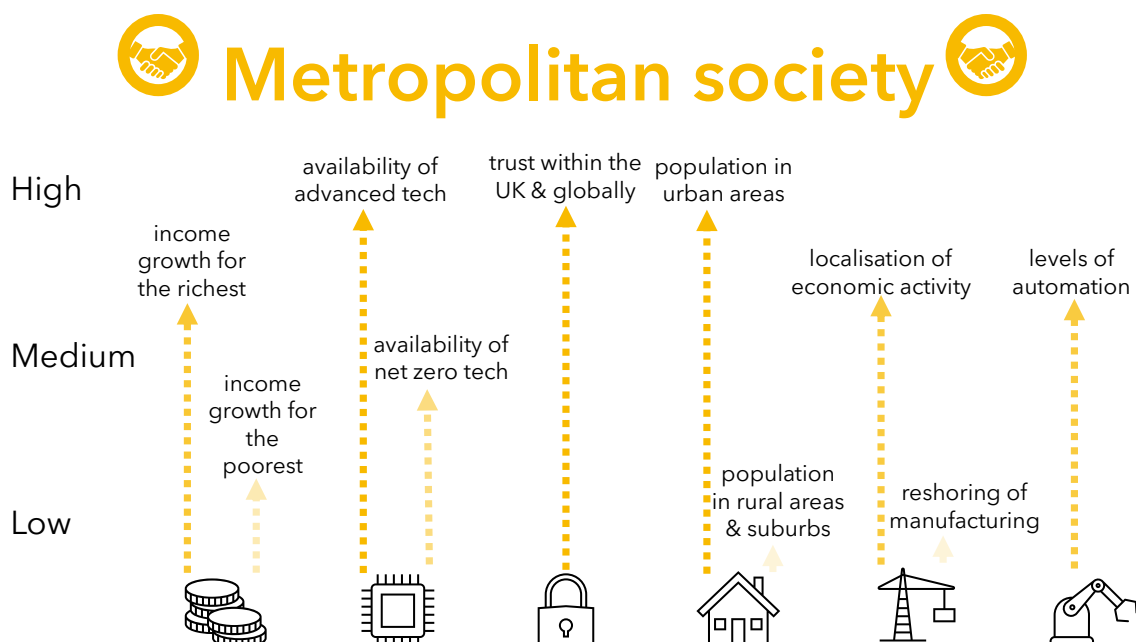 Metropolitan society
High
Medium
Low
income
growth for
the richest
income
growth for
the
poorest
availability of
advanced tech
availability of
net zero tech
trust within the
UK & globally
population in
urban areas
population
in rural areas
& suburbs
localisation of
economic activity
reshoring of
manufacturing
levels of
automation